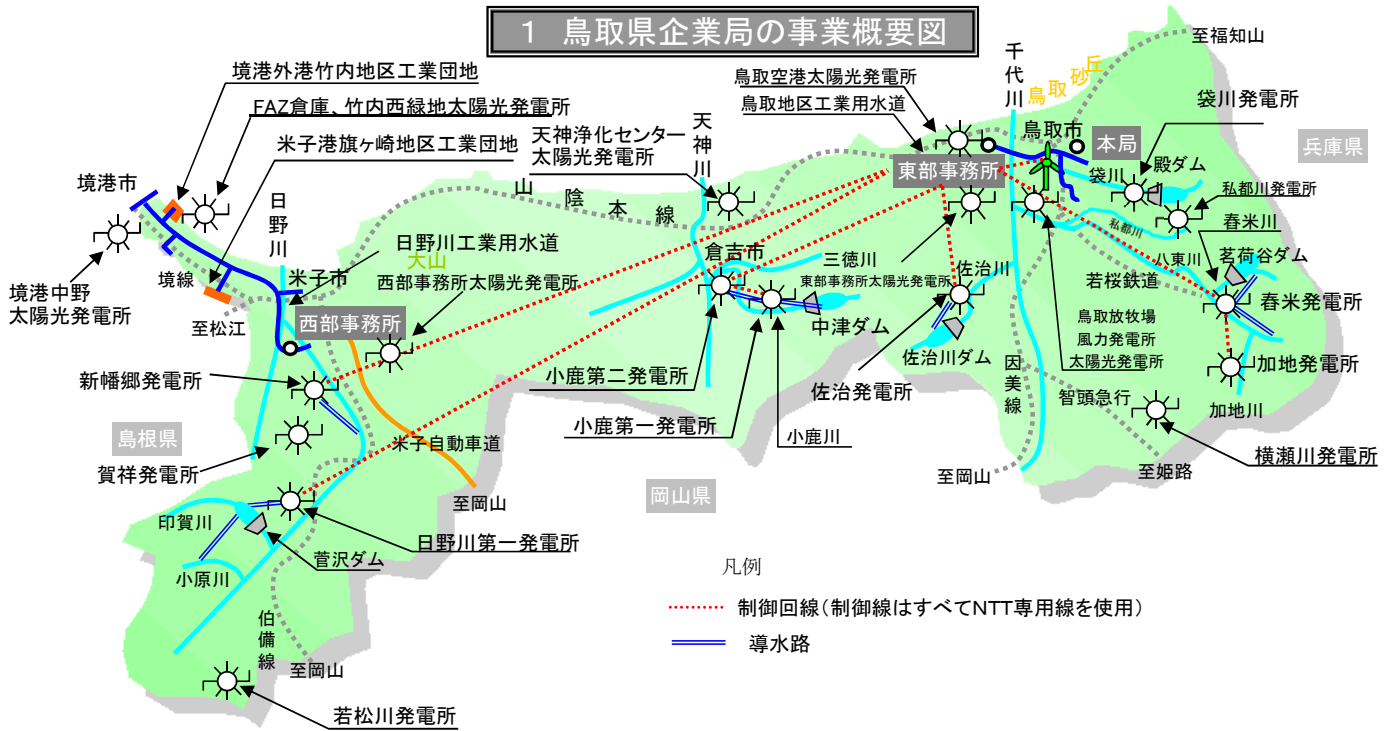 1 鳥取県企業局の事業概要図
至福知山
千代川
鳥取砂丘
境港外港竹内地区工業団地
鳥取空港太陽光発電所
袋川発電所
FAZ倉庫、竹内西緑地太陽光発電所
鳥取地区工業用水道
米子港旗ヶ崎地区工業団地
天神浄化センター
太陽光発電所
天神川
鳥取市
本局
兵庫県
東部事務所
袋川
殿ダム
私都川発電所
境港市
日野川
山陰本線
私都川
春米川
日野川工業用水道
大山
倉吉市
三徳川
八東川
茗荷谷ダム
境線
米子市
西部事務所太陽光発電所
東部事務所太陽光発電所
佐治川
若桜鉄道
境港中野
太陽光発電所
至松江
西部事務所
中津ダム
鳥取放牧場
風力発電所
太陽光発電所
春米発電所
佐治川ダム
因美線
新幡郷発電所
小鹿第二発電所
佐治発電所
智頭急行
加地発電所
加地川
島根県
小鹿第一発電所
小鹿川
米子自動車道
横瀬川発電所
賀祥発電所
至岡山
至姫路
至岡山
岡山県
印賀川
日野川第一発電所
菅沢ダム
小原川
凡例
制御回線(制御線はすべてNTT専用線を使用)
伯備線
導水路
至岡山
若松川発電所